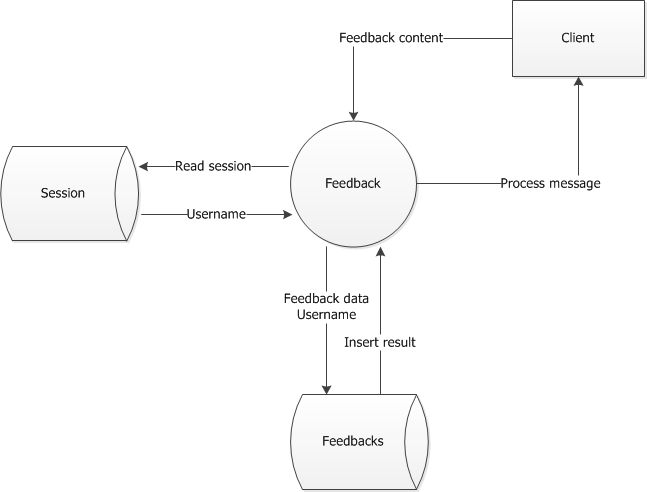 Feedback content
Client
Read session
Session
Feedback
Process message
Username
Feedback data
Username
Insert result
Feedbacks